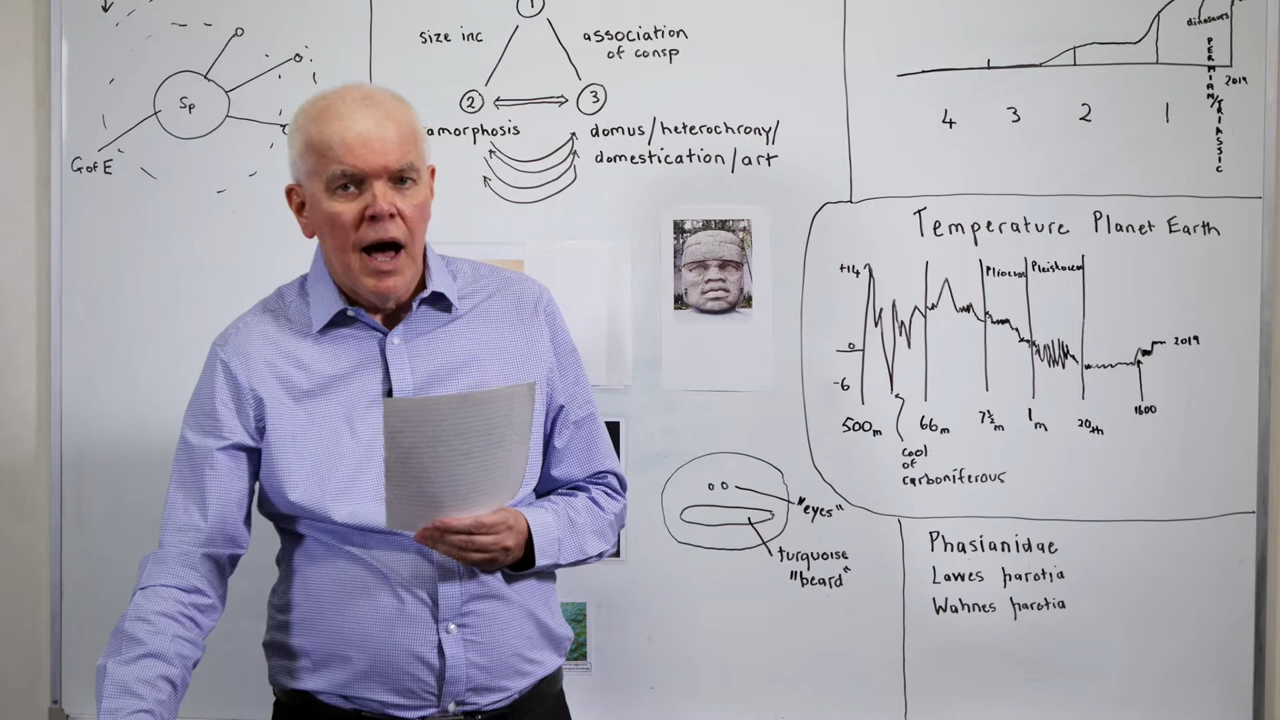 Sp
GofE
1
size inc
association
of consp
2
3
amorphosis
domus/heterochrony/
domestication/art
dinosaurs
PERMIAN/TRIASSIC
2019
4
3
2
1
Temperature Planet Earth
+14
0
-6
Pliocene
Pleistocene
2019
1600
500m
66m
7½m
1m
20th
cool
of
carboniferous
"eyes"
turquoise
"beard"
Phasianidae
Lawes parotia
Wahnes parotia